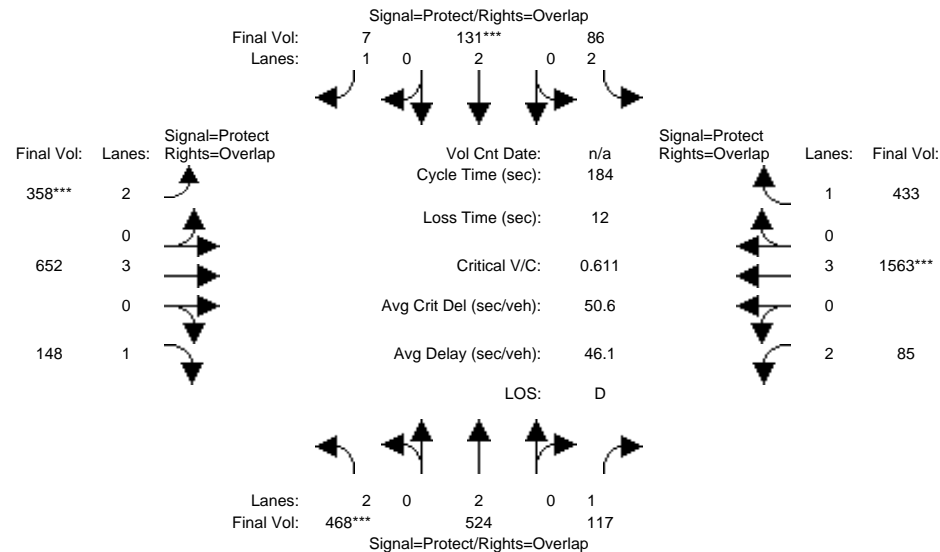 Signal=Protect/Rights=Overlap
Final Vol: 7 131*** 86
Lanes: 1 0 2 0 2
Signal=Protect
Final Vol: Lanes: Rights=Overlap
Vol Cnt Date: n/a
Signal=Protect
Rights=Overlap Lanes: Final Vol:
Cycle Time (sec): 184
358*** 2
1 433
Loss Time (sec): 12
0
0
652 3
Critical V/C: 0.611
3 1563***
0
Avg Crit Del (sec/veh): 50.6
0
148 1
Avg Delay (sec/veh): 46.1
2 85
LOS: D
Lanes: 2 0 2 0 1
Final Vol: 468*** 524 117
Signal=Protect/Rights=Overlap